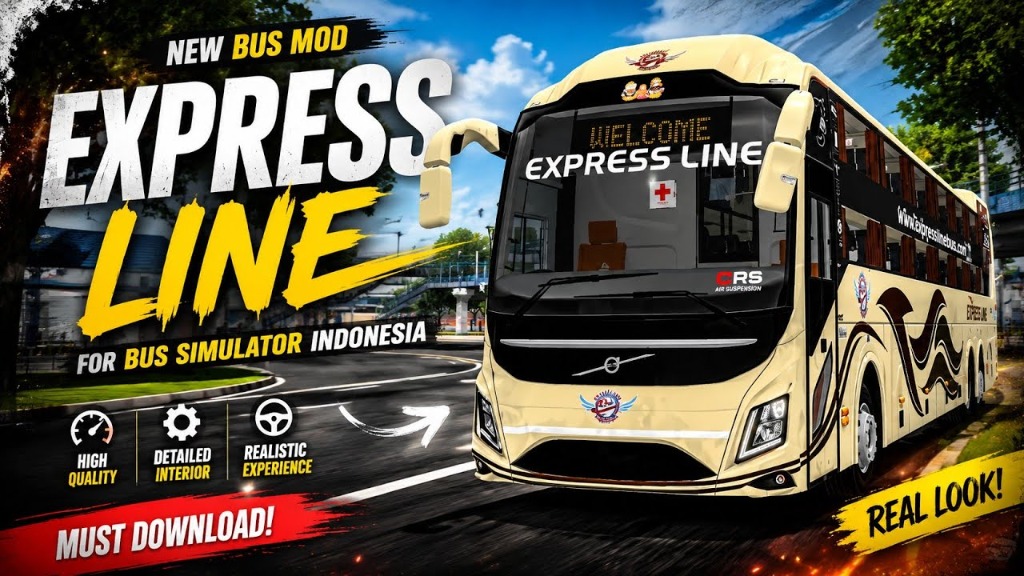 NEW BUS MOD
EXPRESS
LINE
FOR BUS SIMULATOR INDONESIA
HIGH
QUALITY
DETAILED
INTERIOR
REALISTIC
EXPERIENCE
MUST DOWNLOAD!
WELCOME
EXPRESS LINE
GRS
AIR SUSPENSION
www.Expresslinebus.com
EXPRESS LINE
REAL LOOK!